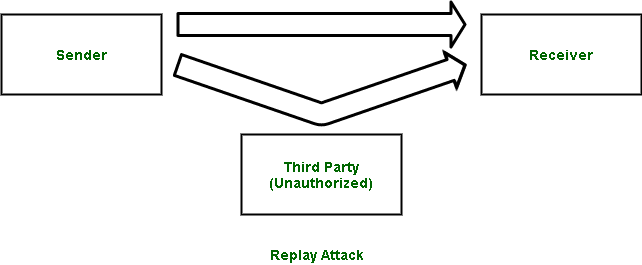 Sender
Receiver
Third Party
(Unauthorized)
Replay Attack